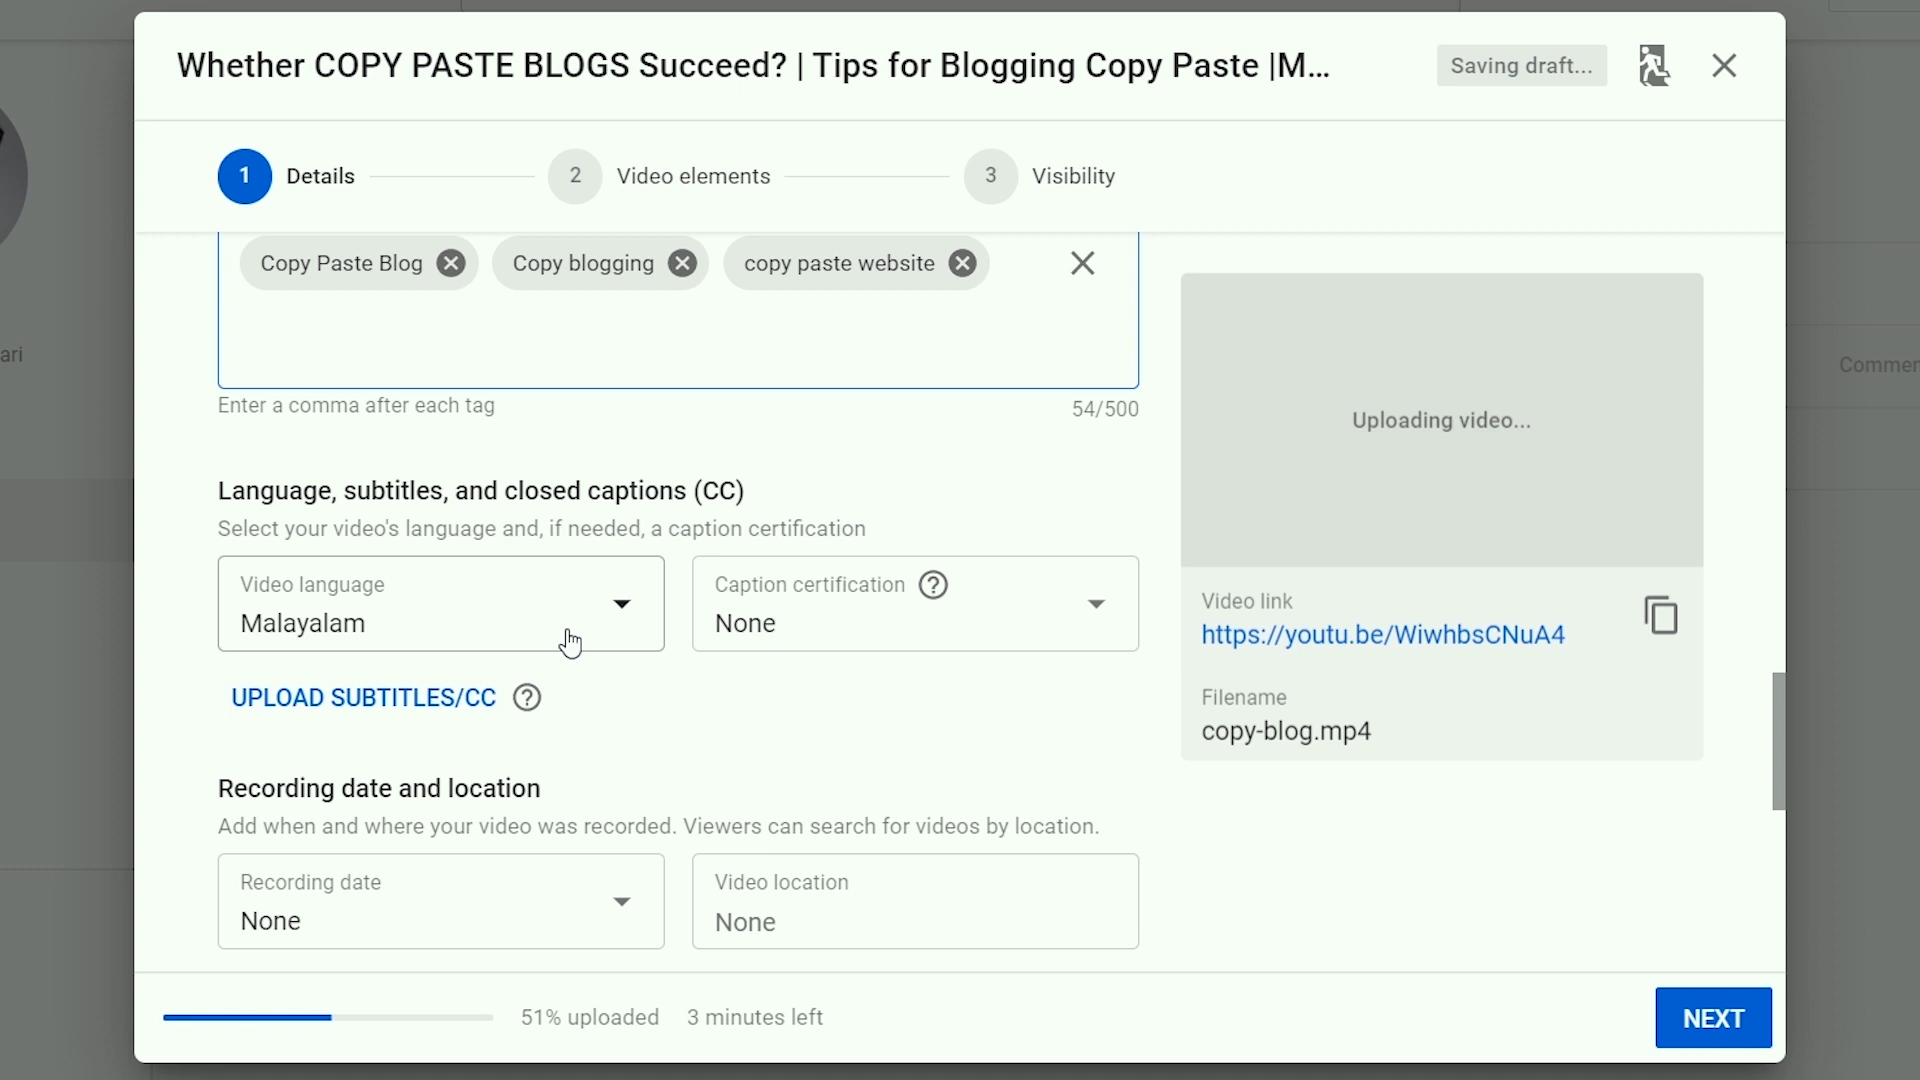 Whether COPY PASTE BLOGS Succeed? | Tips for Blogging Copy Paste |M...
Saving draft...
1 Details
2 Video elements
3 Visibility
Copy Paste Blog
Copy blogging
copy paste website
Enter a comma after each tag
54/500
Language, subtitles, and closed captions (CC)
Select your video's language and, if needed, a caption certification
Video language
Malayalam
Caption certification
None
UPLOAD SUBTITLES/CC
Recording date and location
Add when and where your video was recorded. Viewers can search for videos by location.
Recording date
None
Video location
None
Uploading video...
Video link
https://youtu.be/WiwhbsCNuA4
Filename
copy-blog.mp4
51% uploaded
3 minutes left
NEXT
ari
Commen